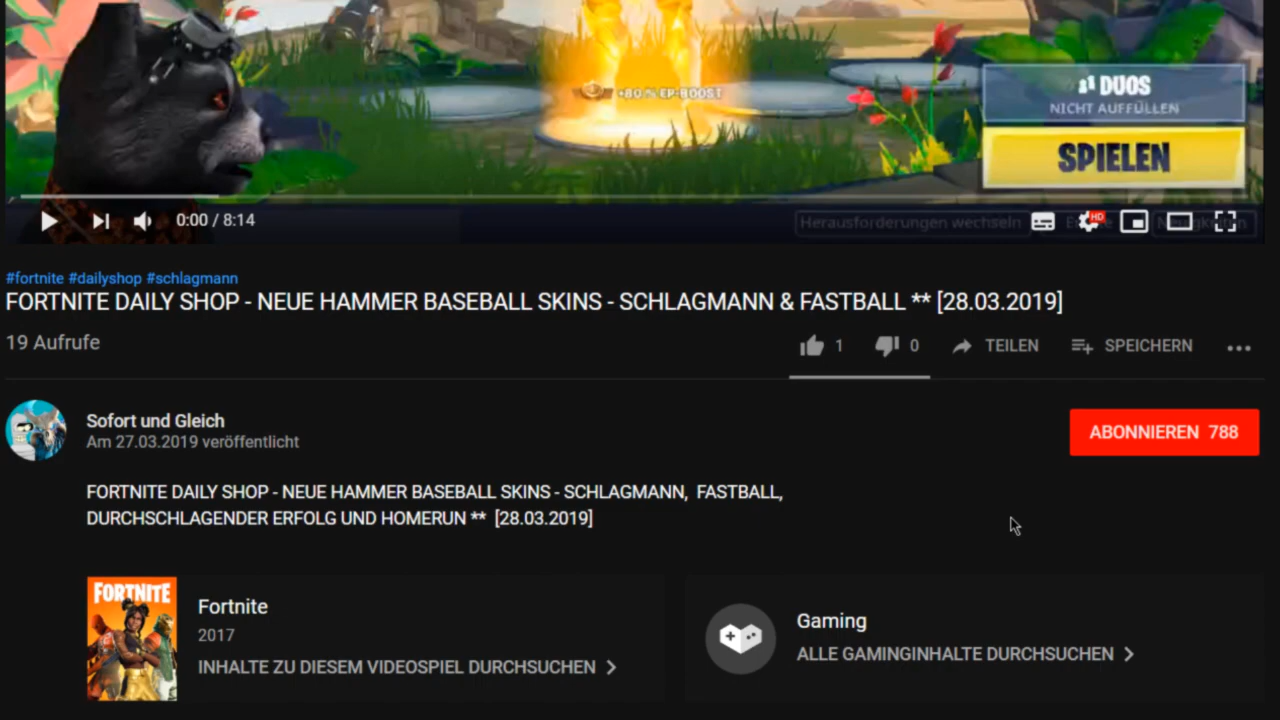 +80 % EP-BOOST
DUOS
NICHT AUFFÜLLEN
SPIELEN
0:00 / 8:14
Herausforderungen wechseln
HD
#fortnite #dailyshop #schlagmann
FORTNITE DAILY SHOP - NEUE HAMMER BASEBALL SKINS - SCHLAGMANN & FASTBALL ** [28.03.2019]
19 Aufrufe
1
0
TEILEN
SPEICHERN
Sofort und Gleich
Am 27.03.2019 veröffentlicht
ABONNIEREN 788
FORTNITE DAILY SHOP - NEUE HAMMER BASEBALL SKINS - SCHLAGMANN, FASTBALL,
DURCHSCHLAGENDER ERFOLG UND HOMERUN ** [28.03.2019]
FORTNITE
Fortnite
2017
INHALTE ZU DIESEM VIDEOSPIEL DURCHSUCHEN
Gaming
ALLE GAMINGINHALTE DURCHSUCHEN